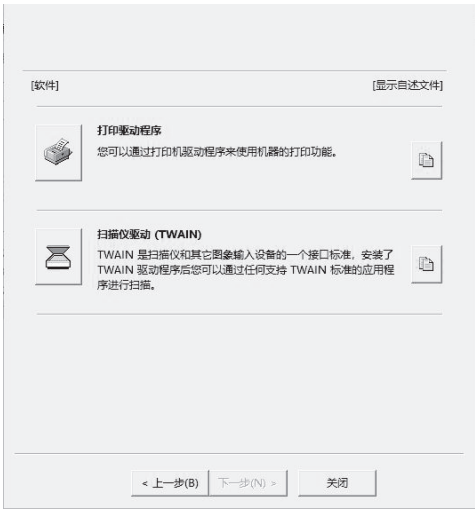 [软件] [显示自述文件]
打印驱动程序
您可以通过打印机驱动程序来使用机器的打印功能。
扫描仪驱动 (TWAIN)
TWAIN 是扫描仪和其它图象输入设备的一个接口标准，安装了
TWAIN 驱动程序后您可以通过任何支持 TWAIN 标准的应用程
序进行扫描。
< 上一步(B) 下一步(N) > 关闭